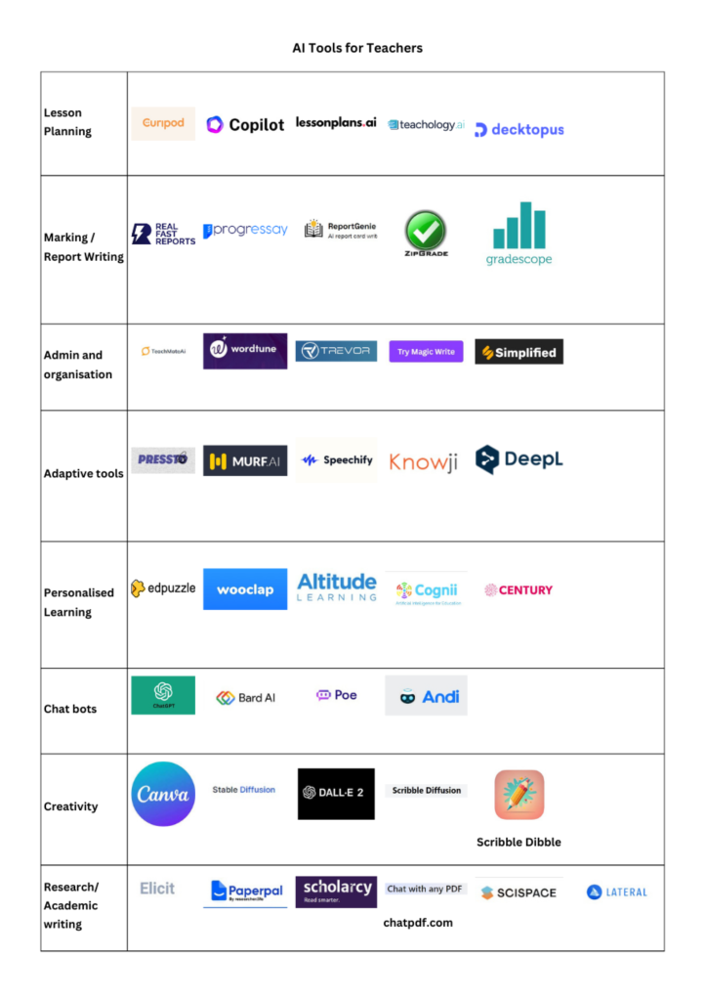 AI Tools for Teachers
Lesson
Planning
Curipod
Copilot
lessonplans.ai
teachology.ai
decktopus
Marking /
Report Writing
REAL
FAST
REPORTS
progressay
ReportGenie
AI report card writ
ZIPGRADE
gradescope
Admin and
organisation
TeachMateAi
wordtune
TREVOR
Try Magic Write
Simplified
Adaptive tools
PRESSTO
MURF.AI
Speechify
Knowji
DeepL
Personalised
Learning
edpuzzle
wooclap
Altitude
LEARNING
Cognii
Artificial Intelligence for Education
CENTURY
Chat bots
ChatGPT
Bard AI
Poe
Andi
Creativity
Canva
Stable Diffusion
DALL·E 2
Scribble Diffusion
Scribble Dibble
Research/
Academic
writing
Elicit
Paperpal
By researcher.life
scholarcy
Read smarter.
Chat with any PDF
chatpdf.com
SCISPACE
LATERAL